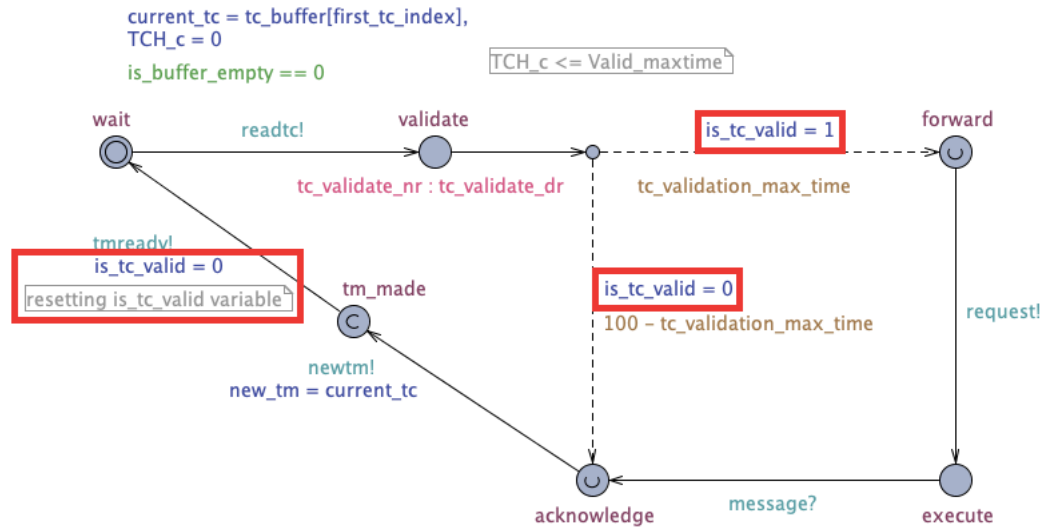 current_tc = tc_buffer[first_tc_index],
TCH_c = 0
is_buffer_empty == 0
TCH_c <= Valid_maxtime
wait
readtc!
validate
is_tc_valid = 1
forward
tc_validate_nr : tc_validate_dr
tc_validation_max_time
tmready!
is_tc_valid = 0
resetting is_tc_valid variable
tm_made
is_tc_valid = 0
100 - tc_validation_max_time
request!
newtm!
new_tm = current_tc
message?
acknowledge
execute